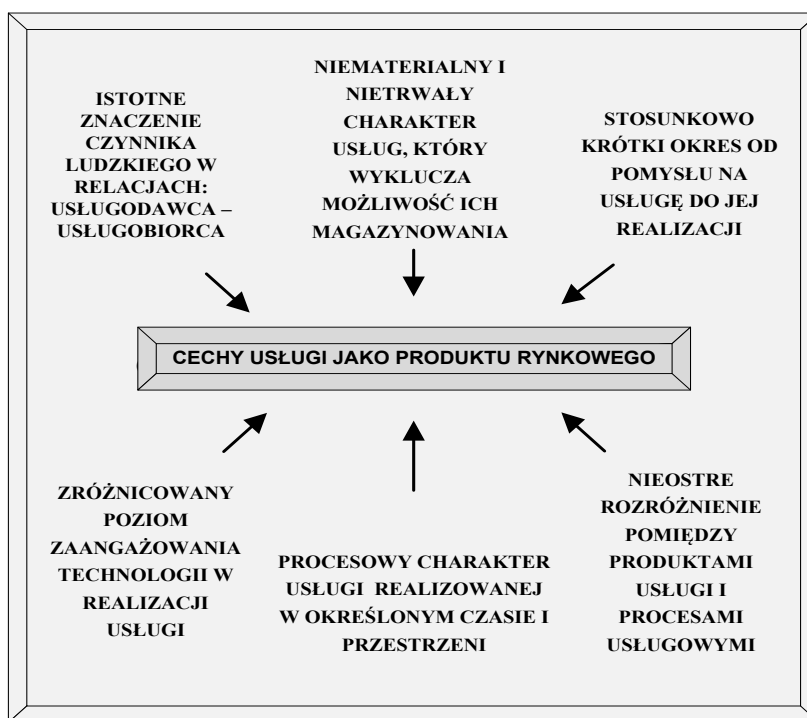 ISTOTNE
ZNACZENIE
CZYNNIKA
LUDZKIEGO W
RELACJACH:
USŁUGODAWCA –
USŁUGOBIORCA
NIEMATERIALNY I
NIETRWAŁY
CHARAKTER
USŁUG, KTÓRY
WYKLUCZA
MOŻLIWOŚĆ ICH
MAGAZYNOWANIA
STOSUNKOWO
KRÓTKI OKRES OD
POMYSŁU NA
USŁUGĘ DO JEJ
REALIZACJI
CECHY USŁUGI JAKO PRODUKTU RYNKOWEGO
ZRÓŻNICOWANY
POZIOM
ZAANGAŻOWANIA
TECHNOLOGII W
REALIZACJI
USŁUGI
PROCESOWY CHARAKTER
USŁUGI REALIZOWANEJ
W OKREŚLONYM CZASIE I
PRZESTRZENI
NIEOSTRE
ROZRÓŻNIENIE
POMIĘDZY
PRODUKTAMI
USŁUGI I
PROCESAMI
USŁUGOWYMI